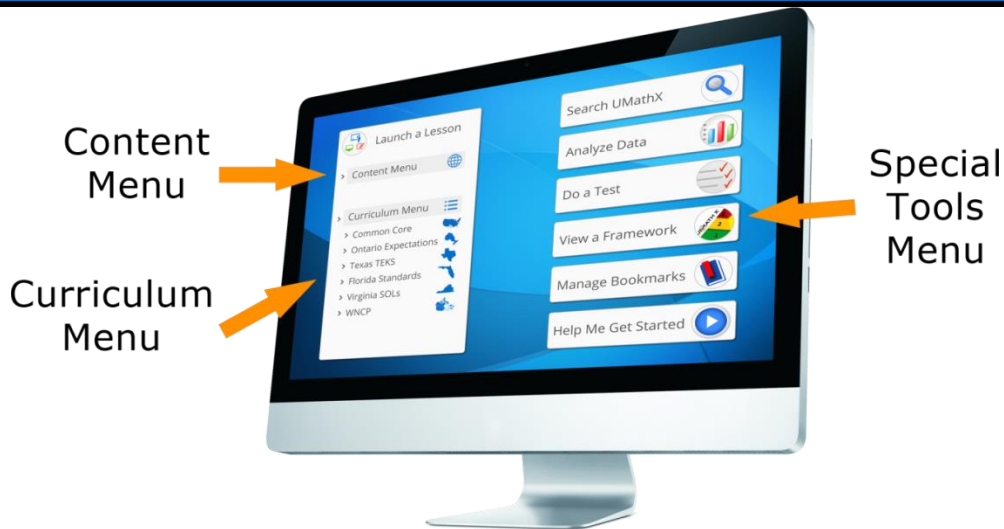 Content
Menu
Curriculum
Menu
Launch a Lesson
> Content Menu
> Curriculum Menu
> Common Core
> Ontario Expectations
> Texas TEKS
> Florida Standards
> Virginia SOLs
> WNCP
Search UMathX
Analyze Data
Do a Test
View a Framework
Manage Bookmarks
Help Me Get Started
Special
Tools
Menu